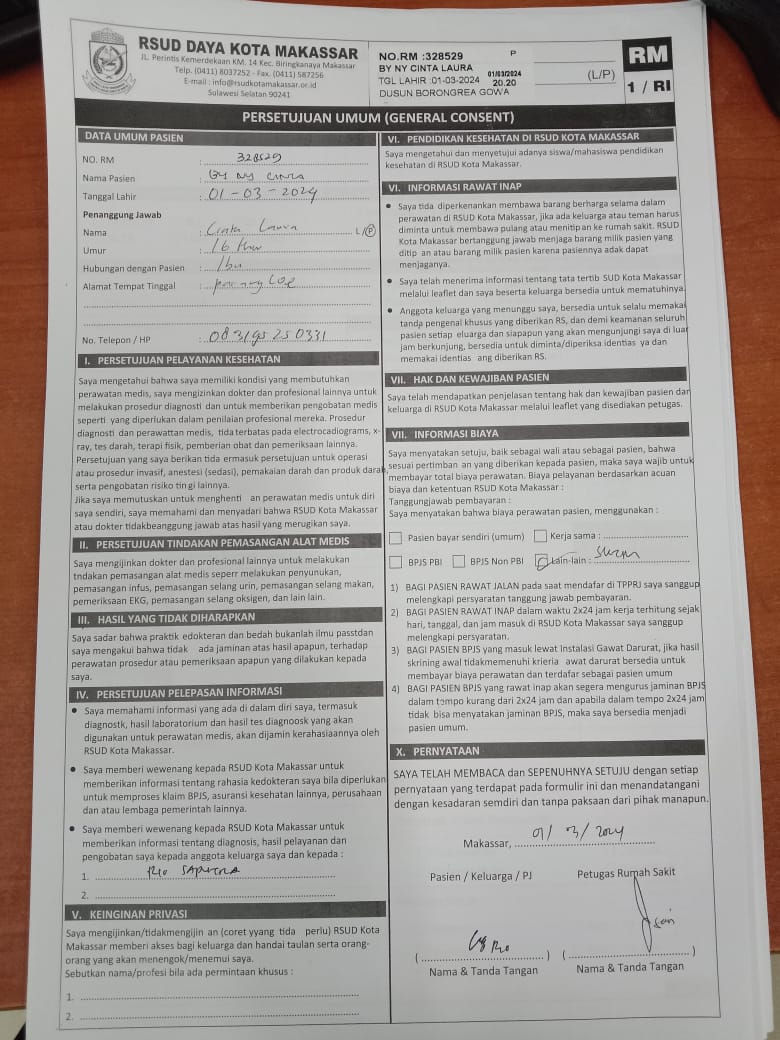 RSUD DAYA KOTA MAKASSAR
JL. Perintis Kemerdekaan KM. 14 Kec. Biringkanaya Makassar
Telp. (0411) 8037252 - Fax. (0411) 587256
E-mail : info@rsudkotamakassar.or.id
Sulawesi Selatan 90241
NO.RM :328529 P
BY NY CINTA LAURA
TGL LAHIR :01-03-2024 01/03/2024 20.20
DUSUN BORONGREA GOWA
(L/P)
RM
1 / RI
PERSETUJUAN UMUM (GENERAL CONSENT)
DATA UMUM PASIEN
NO. RM : 328529
Nama Pasien : BY NY CINTA
Tanggal Lahir : 01-03-2024
Penanggung Jawab
Nama : Cinta Laura L/P
Umur : 16 thn
Hubungan dengan Pasien : Ibu
Alamat Tempat Tinggal :
No. Telepon / HP : 083195250331
I. PERSETUJUAN PELAYANAN KESEHATAN
Saya mengetahui bahwa saya memiliki kondisi yang membutuhkan
perawatan medis, saya mengizinkan dokter dan profesional lainnya untuk
melakukan prosedur diagnosti dan untuk memberikan pengobatan medis
seperti yang diperlukan dalam penilaian profesional mereka. Prosedur
diagnosti dan perawattan medis, tida terbatas pada electrocadiograms, x-
ray, tes darah, terapi fisik, pemberian obat dan pemeriksaan lainnya.
Persetujuan yang saya berikan tida ermasuk persetujuan untuk operasi
atau prosedur invasif, anestesi (sedasi), pemakaian darah dan produk darah
serta pengobatan risiko tin gi lainnya.
Jika saya memutuskan untuk menghenti an perawatan medis untuk diri
saya sendiri, saya memahami dan menyadari bahwa RSUD Kota Makassar
atau dokter tidakbeanggung jawab atas hasil yang merugikan saya.
II. PERSETUJUAN TINDAKAN PEMASANGAN ALAT MEDIS
Saya mengijinkan dokter dan profesional lainnya untuk melakukan
tndakan pemasangan alat medis seperr melakukan penyunukan,
pemasangan infus, pemasangan selang urin, pemasangan selang makan,
pemeriksaan EKG, pemasangan selang oksigen, dan lain lain.
III. HASIL YANG TIDAK DIHARAPKAN
Saya sadar bahwa praktik edokteran dan bedah bukanlah ilmu passtdan
saya mengakui bahwa tidak ada jaminan atas hasil apapun, terhadap
perawatan prosedur atau pemeriksaan apapun yang dilakukan kepada
saya.
IV. PERSETUJUAN PELEPASAN INFORMASI
• Saya memahami informasi yang ada di dalam diri saya, termasuk
diagnostk, hasil laboratorium dan hasil tes diagnoosk yang akan
digunakan untuk perawatan medis, akan dijamin kerahasiaannya oleh
RSUD Kota Makassar.
• Saya memberi wewenang kepada RSUD Kota Makassar untuk
memberikan informasi tentang rahasia kedokteran saya bila diperlukan
untuk memproses klaim BPJS, asuransi kesehatan lainnya, perusahaan
dan atau lembaga pemerintah lainnya.
• Saya memberi wewenang kepada RSUD Kota Makassar untuk
memberikan informasi tentang diagnosis, hasil pelayanan dan
pengobatan saya kepada anggota keluarga saya dan kepada :
1. Rio SAPUTRA
2.
V. KEINGINAN PRIVASI
Saya mengijinkan/tidakmengijin an (coret yyang tida perlu) RSUD Kota
Makassar memberi akses bagi keluarga dan handai taulan serta orang-
orang yang akan menengok/menemui saya.
Sebutkan nama/profesi bila ada permintaan khusus :
1.
2.
VI. PENDIDIKAN KESEHATAN DI RSUD KOTA MAKASSAR
Saya mengetahui dan menyetujui adanya siswa/mahasiswa pendidikan
kesehatan di RSUD Kota Makassar.
VI. INFORMASI RAWAT INAP
• Saya tida diperkenankan membawa barang berharga selama dalam
perawatan di RSUD Kota Makassar, jika ada keluarga atau teman harus
diminta untuk membawa pulang atau menitip an ke rumah sakit. RSUD
Kota Makassar bertanggung jawab menjaga barang milik pasien yang
ditip an atau barang milik pasien karena pasiennya adak dapat
menjaganya.
• Saya telah menerima informasi tentang tata tertib SUD Kota Makassar
melalui leaflet dan saya beserta keluarga bersedia untuk mematuhinya.
• Anggota keluarga yang menunggu saya, bersedia untuk selalu memakai
tanda pengenal khusus yang diberikan RS, dan demi keamanan seluruh
pasien setiap eluarga dan siapapun yang akan mengunjungi saya di luar
jam berkunjung, bersedia untuk diminta/diperiksa identias ya dan
memakai identias ang diberikan RS.
VII. HAK DAN KEWAJIBAN PASIEN
Saya telah mendapatkan penjelasan tentang hak dan kewajiban pasien dan
keluarga di RSUD Kota Makassar melalui leaflet yang disediakan petugas.
VII. INFORMASI BIAYA
Saya menyatakan setuju, baik sebagai wali atau sebagai pasien, bahwa
sesuai pertimban an yang diberikan kepada pasien, maka saya wajib untuk
membayar total biaya perawatan. Biaya pelayanan berdasarkan acuan
biaya dan ketentuan RSUD Kota Makassar :
Tanggungjawab pembayaran :
Saya menyatakan bahwa biaya pasien, menggunakan :
Pasien bayar sendiri (umum) Kerja sama :
BPJS PBI BPJS Non PBI Lain-lain :
1) BAGI PASIEN RAWAT JALAN pada saat mendafar di TPPRJ saya sanggup
melengkapi persyaratan tanggung jawab pembayaran.
2) BAGI PASIEN RAWAT INAP dalam waktu 2x24 jam kerja terhitung sejak
hari, tanggal, dan jam masuk di RSUD Kota Makassar saya sanggup
melengkapi persyaratan.
3) BAGI PASIEN BPJS yang masuk lewat Instalasi Gawat Darurat, jika hasil
skrining awal tidakmemenuhi krieria awat darurat bersedia untuk
membayar biaya perawatan dan terdafar sebagai pasien umum
4) BAGI PASIEN BPJS yang rawat inap akan segera mengurus jaminan BPJS
dalam tempo kurang dari 2x24 jam dan apabila dalam tempo 2x24 jam
tidak bisa menyatakan jaminan BPJS, maka saya bersedia menjadi
pasien umum.
X. PERNYATAAN
SAYA TELAH MEMBACA dan SEPENUHNYA SETUJU dengan setiap
pernyataan yang terdapat pada formulir ini dan menandatangani
dengan kesadaran semdiri dan tanpa paksaan dari pihak manapun.
Makassar, 01/3/2024
Pasien / Keluarga / PJ Petugas Rumah Sakit
Rio
Nama & Tanda Tangan Nama & Tanda Tangan